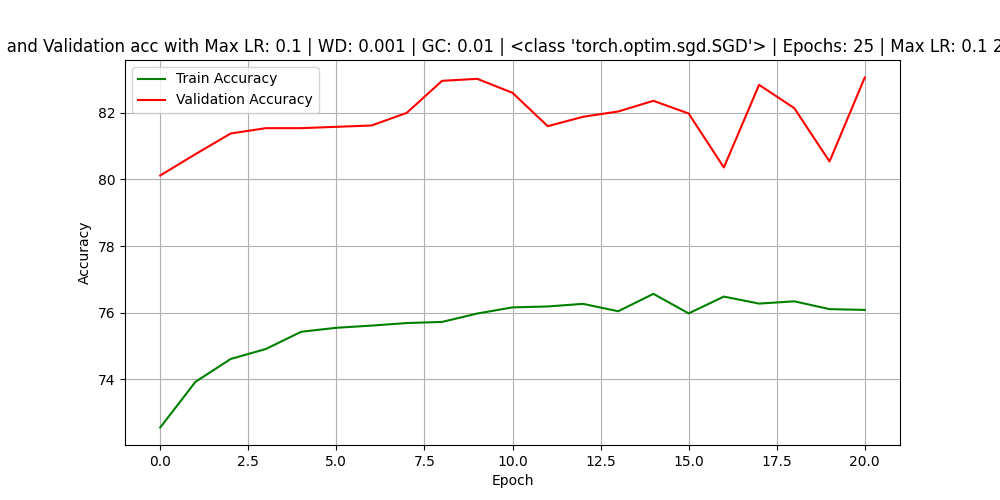 and Validation acc with Max LR: 0.1 | WD: 0.001 | GC: 0.01 | <class 'torch.optim.sgd.SGD'> | Epochs: 25 | Max LR: 0.1 2
Train Accuracy
Validation Accuracy
82
80
78
76
74
Accuracy
0.0 2.5 5.0 7.5 10.0 12.5 15.0 17.5 20.0
Epoch